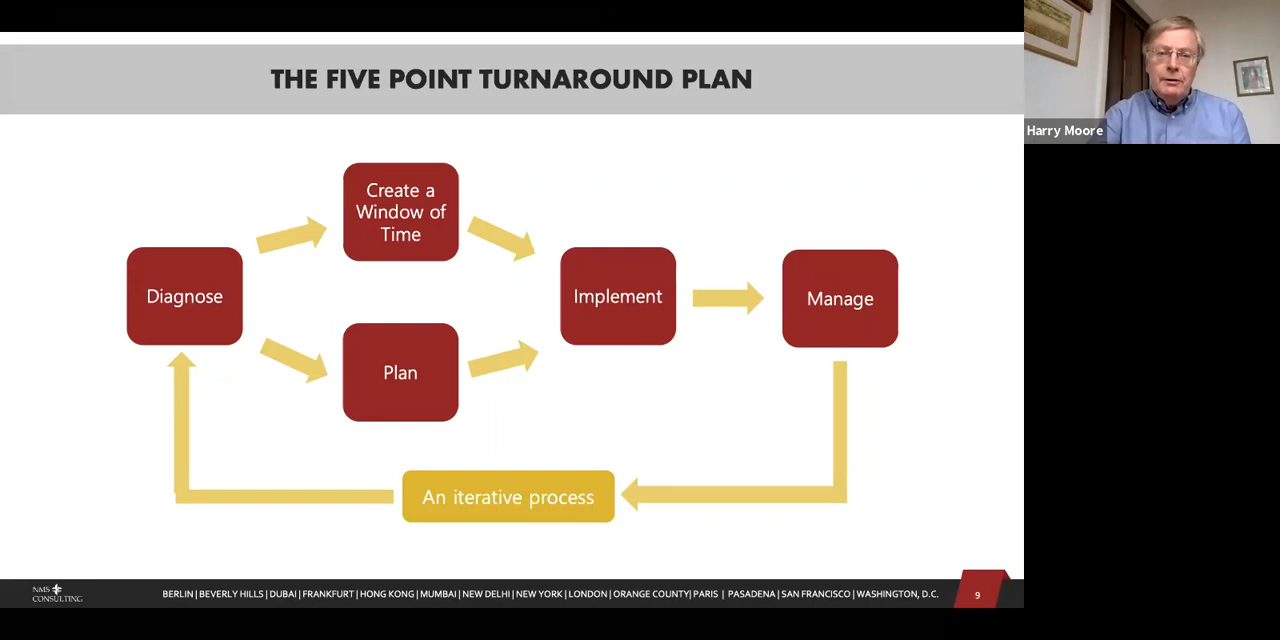 THE FIVE POINT TURNAROUND PLAN
Harry Moore
Create a
Window of
Time
Diagnose
Implement
Manage
Plan
An iterative process
NMS
CONSULTING
BERLIN | BEVERLY HILLS | DUBAI | FRANKFURT | HONG KONG | MUMBAI | NEW DELHI | NEW YORK | LONDON | ORANGE COUNTY| PARIS | PASADENA | SAN FRANCISCO | WASHINGTON, D.C.
9